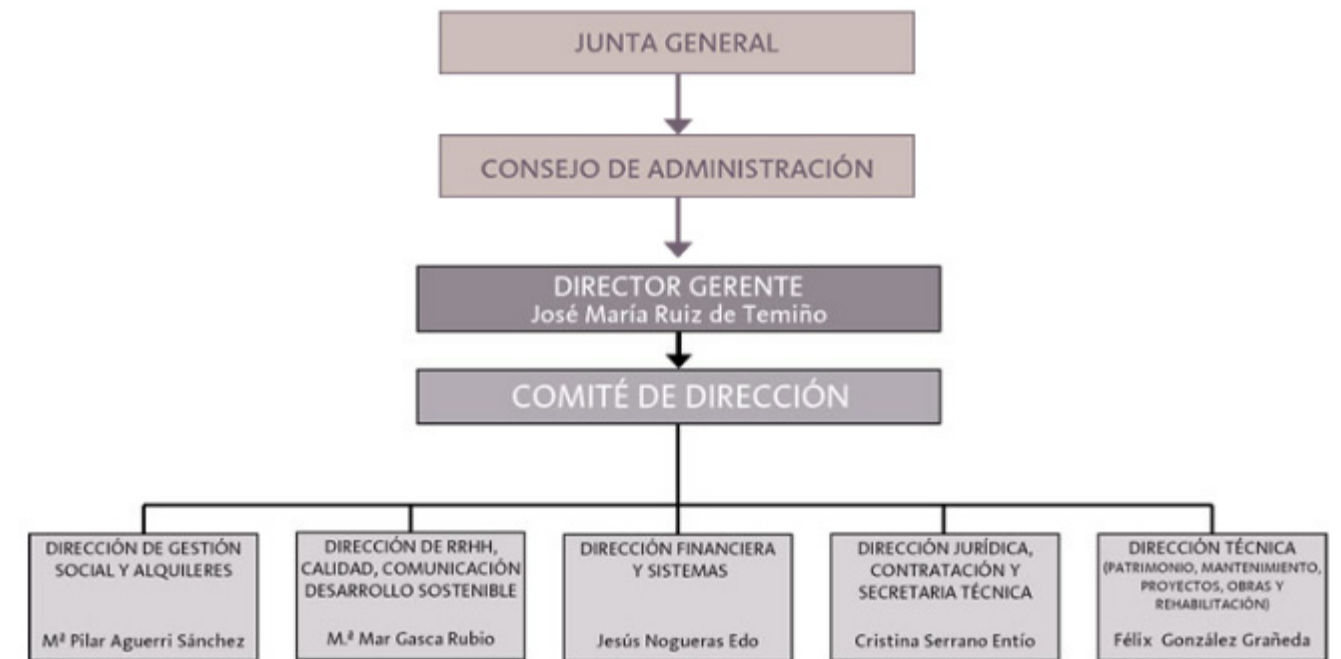 JUNTA GENERAL
CONSEJO DE ADMINISTRACIÓN
DIRECTOR GERENTE
José María Ruiz de Temiño
COMITÉ DE DIRECCIÓN
DIRECCIÓN DE GESTIÓN
SOCIAL Y ALQUILERES
Mª Pilar Aguerri Sánchez
DIRECCIÓN DE RRHH,
CALIDAD, COMUNICACIÓN
DESARROLLO SOSTENIBLE
M.ª Mar Gasca Rubio
DIRECCIÓN FINANCIERA
Y SISTEMAS
Jesús Nogueras Edo
DIRECCIÓN JURÍDICA,
CONTRATACIÓN Y
SECRETARIA TÉCNICA
Cristina Serrano Entío
DIRECCIÓN TÉCNICA
(PATRIMONIO, MANTENIMIENTO,
PROYECTOS, OBRAS Y
REHABILITACIÓN)
Félix González Grañeda